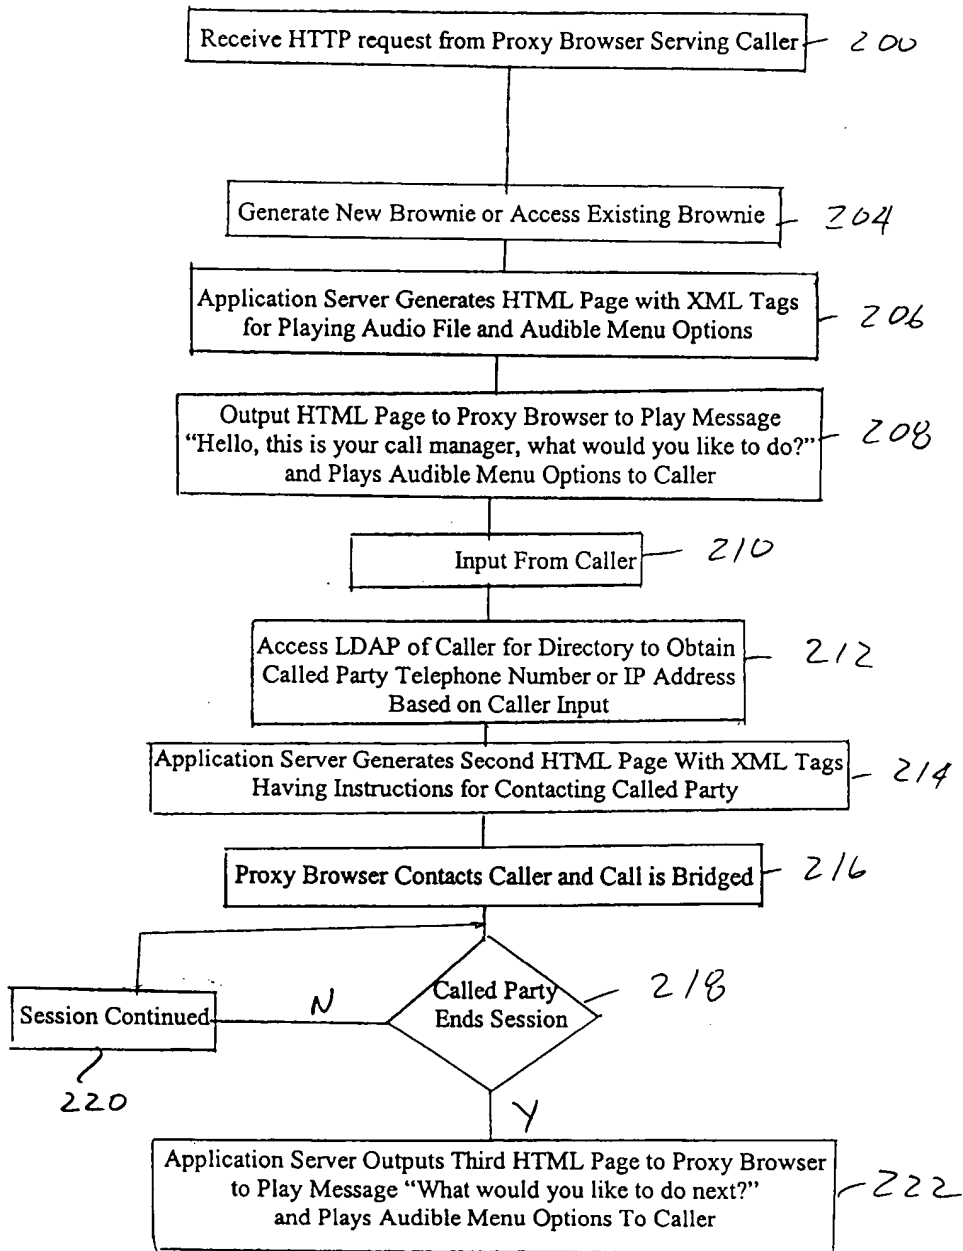 Receive HTTP request from Proxy Browser Serving Caller 200
Generate New Brownie or Access Existing Brownie 204
Application Server Generates HTML Page with XML Tags
for Playing Audio File and Audible Menu Options 206
Output HTML Page to Proxy Browser to Play Message
“Hello, this is your call manager, what would you like to do?” 208
and Plays Audible Menu Options to Caller
Input From Caller 210
Access LDAP of Caller for Directory to Obtain
Called Party Telephone Number or IP Address 212
Based on Caller Input
Application Server Generates Second HTML Page With XML Tags
Having Instructions for Contacting Called Party 214
Proxy Browser Contacts Caller and Call is Bridged 216
Called Party
Ends Session 218
Session Continued N
220
Y
Application Server Outputs Third HTML Page to Proxy Browser
to Play Message “What would you like to do next?” 222
and Plays Audible Menu Options To Caller